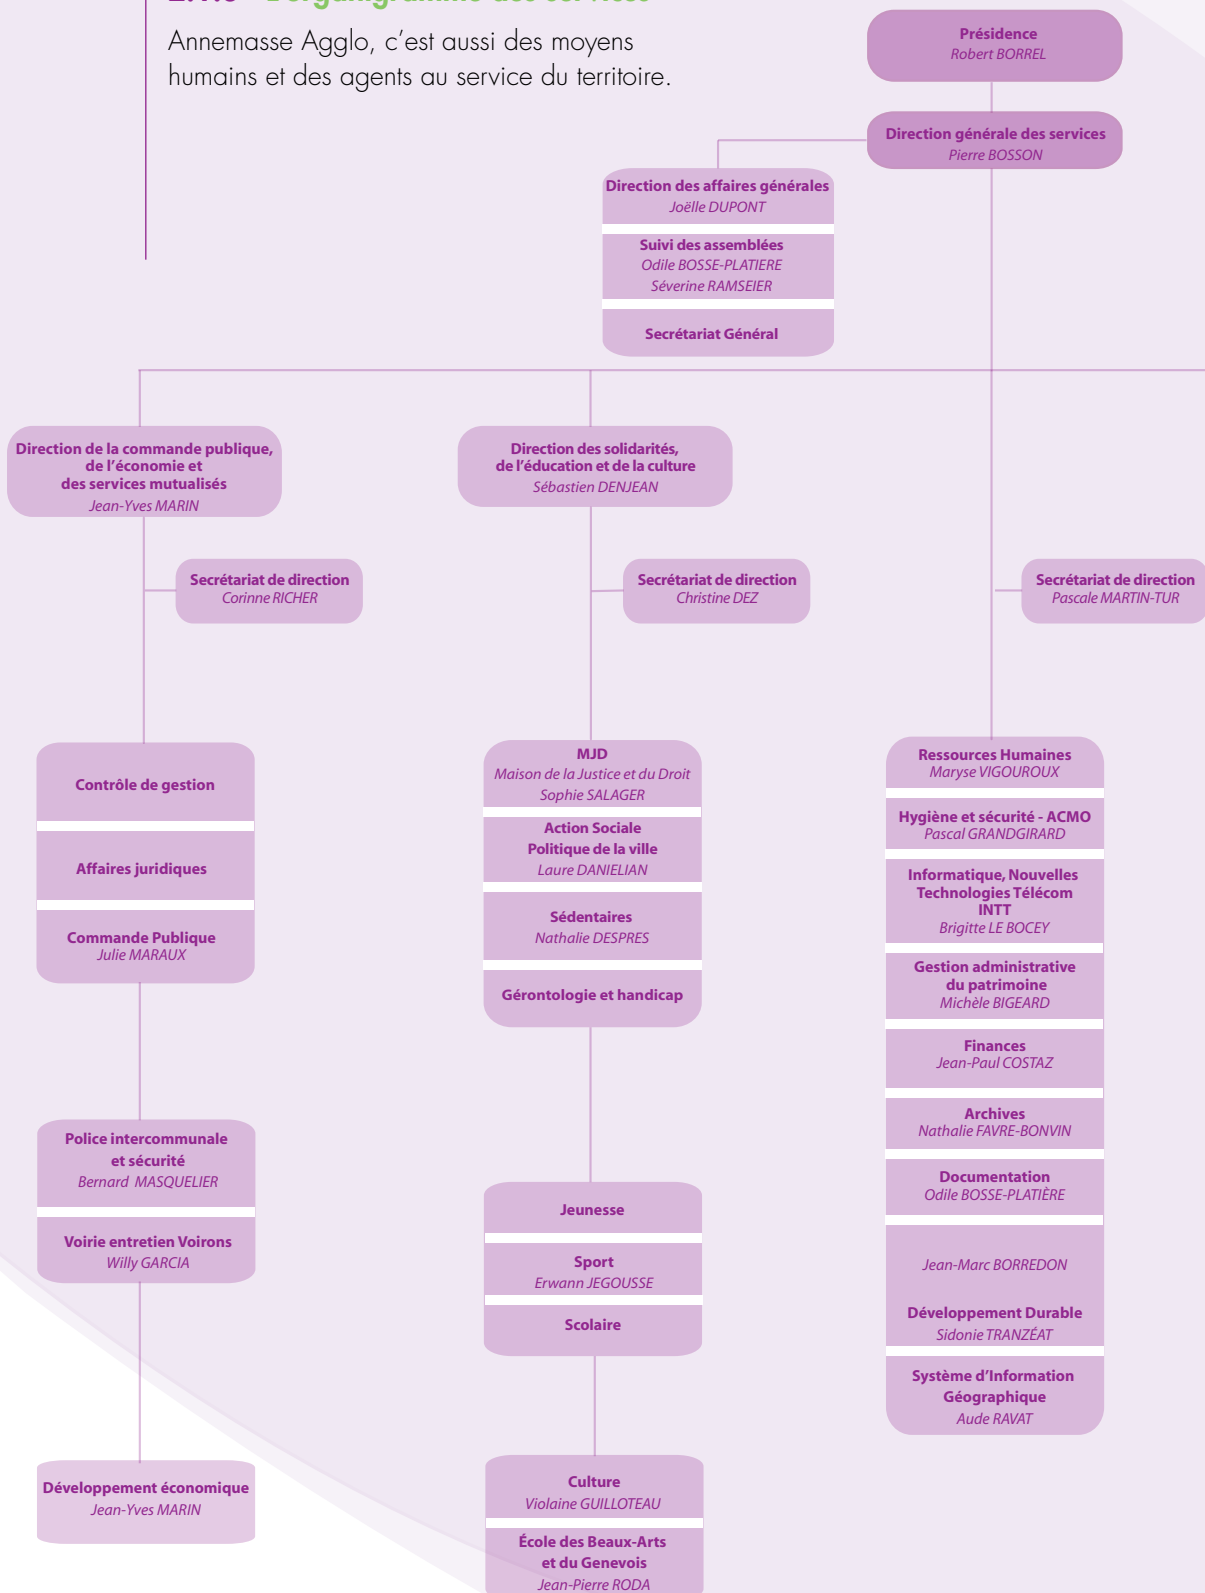 2.1.3 L'organigramme des services
Annemasse Agglo, c'est aussi des moyens
humains et des agents au service du territoire.
Présidence
Robert BORREL
Direction générale des services
Pierre BOSSON
Direction des affaires générales
Joëlle DUPONT
Suivi des assemblées
Odile BOSSE-PLATIERE
Séverine RAMSEIER
Secrétariat Général
Direction de la commande publique,
de l'économie et
des services mutualisés
Jean-Yves MARIN
Secrétariat de direction
Corinne RICHER
Contrôle de gestion
Affaires juridiques
Commande Publique
Julie MARAUX
Police intercommunale
et sécurité
Bernard MASQUELIER
Voirie entretien Voirons
Willy GARCIA
Développement économique
Jean-Yves MARIN
Direction des solidarités,
de l'éducation et de la culture
Sébastien DENJEAN
Secrétariat de direction
Christine DEZ
MJD
Maison de la Justice et du Droit
Sophie SALAGER
Action Sociale
Politique de la ville
Laure DANIELIAN
Sédentaires
Nathalie DESPRES
Gérontologie et handicap
Jeunesse
Sport
Erwann JEGOUSSE
Scolaire
Culture
Violaine GUILLOTEAU
École des Beaux-Arts
et du Genevois
Jean-Pierre RODA
Secrétariat de direction
Pascale MARTIN-TUR
Ressources Humaines
Maryse VIGOUROUX
Hygiène et sécurité - ACMO
Pascal GRANDGIRARD
Informatique, Nouvelles
Technologies Télécom
INTT
Brigitte LE BOCEY
Gestion administrative
du patrimoine
Michèle BIGEARD
Finances
Jean-Paul COSTAZ
Archives
Nathalie FAVRE-BONVIN
Documentation
Odile BOSSE-PLATIÈRE
Jean-Marc BORREDON
Développement Durable
Sidonie TRANZÉAT
Système d'Information
Géographique
Aude RAVAT